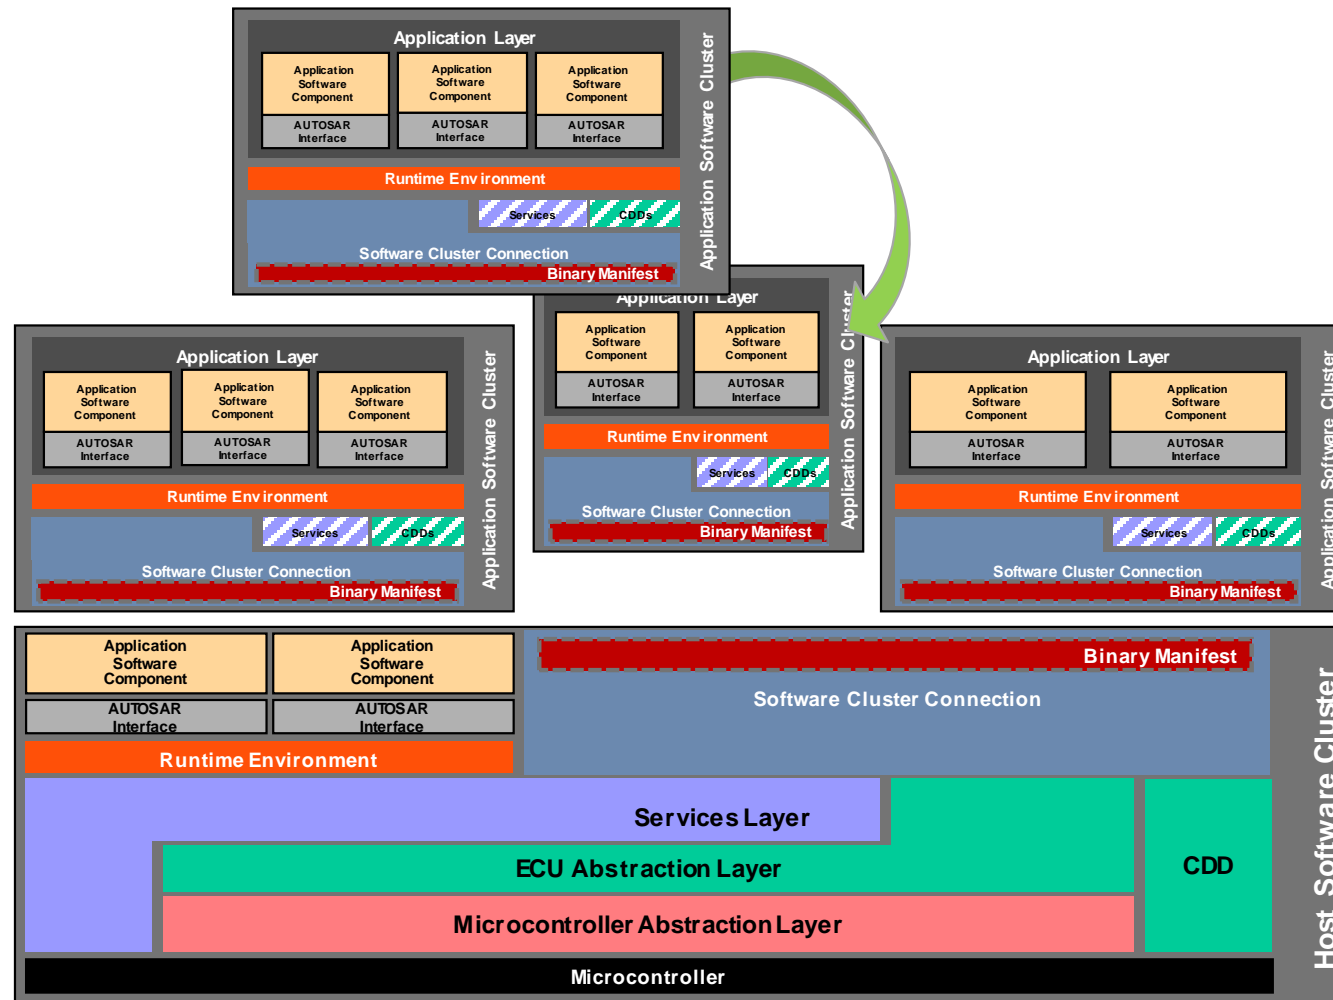 Application Layer
Application
Software
Component
Application
Software
Component
Application
Software
Component
AUTOSAR
Interface
AUTOSAR
Interface
AUTOSAR
Interface
Runtime Environment
Services
CDDs
Software Cluster Connection
Binary Manifest
Application Software Cluster
Application Layer
Application
Software
Component
Application
Software
Component
AUTOSAR
Interface
AUTOSAR
Interface
Runtime Environment
Services
CDDs
Software Cluster Connection
Binary Manifest
Application Software Cluster
Application Layer
Application
Software
Component
Application
Software
Component
Application
Software
Component
AUTOSAR
Interface
AUTOSAR
Interface
AUTOSAR
Interface
Runtime Environment
Services
CDDs
Software Cluster Connection
Binary Manifest
Application Software Cluster
Application Layer
Application
Software
Component
Application
Software
Component
AUTOSAR
Interface
AUTOSAR
Interface
Runtime Environment
Services
CDDs
Software Cluster Connection
Binary Manifest
Application Software Cluster
Application
Software
Component
Application
Software
Component
AUTOSAR
Interface
AUTOSAR
Interface
Runtime Environment
Binary Manifest
Software Cluster Connection
Services Layer
ECU Abstraction Layer
Microcontroller Abstraction Layer
CDD
Microcontroller
Host Software Cluster